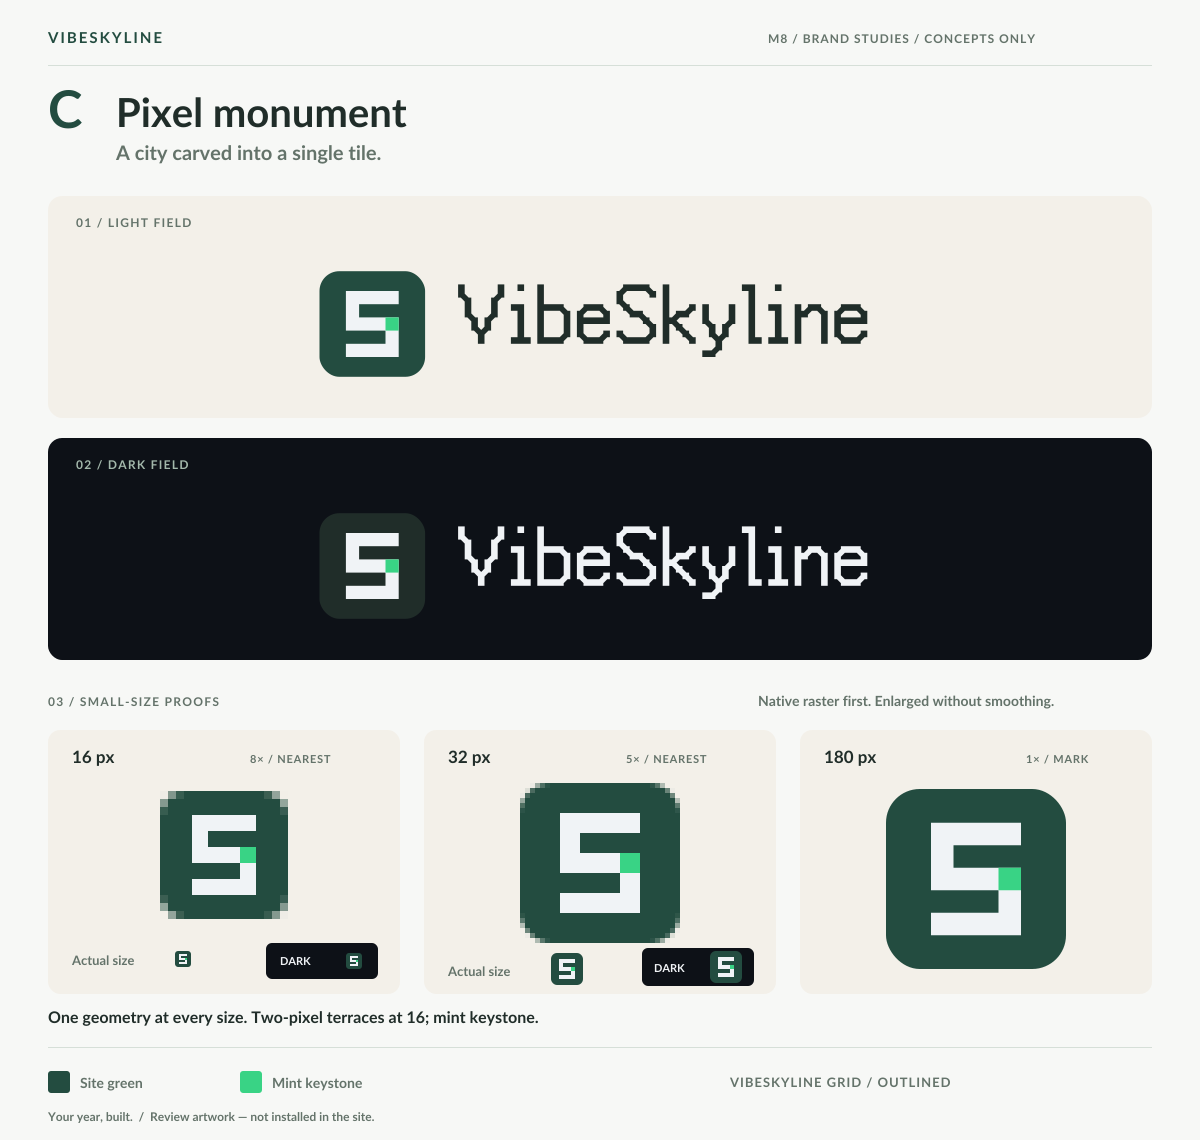 VIBESKYLINE
M8 / BRAND STUDIES / CONCEPTS ONLY
C
Pixel monument
A city carved into a single tile.
01 / LIGHT FIELD
S VibeSkyline
02 / DARK FIELD
S VibeSkyline
03 / SMALL-SIZE PROOFS
Native raster first. Enlarged without smoothing.
16 px
8× / NEAREST
S
Actual size
S
DARK
S
32 px
5× / NEAREST
S
Actual size
S
DARK
S
180 px
1× / MARK
S
One geometry at every size. Two-pixel terraces at 16; mint keystone.
Site green
Mint keystone
VIBESKYLINE GRID / OUTLINED
Your year, built. / Review artwork — not installed in the site.